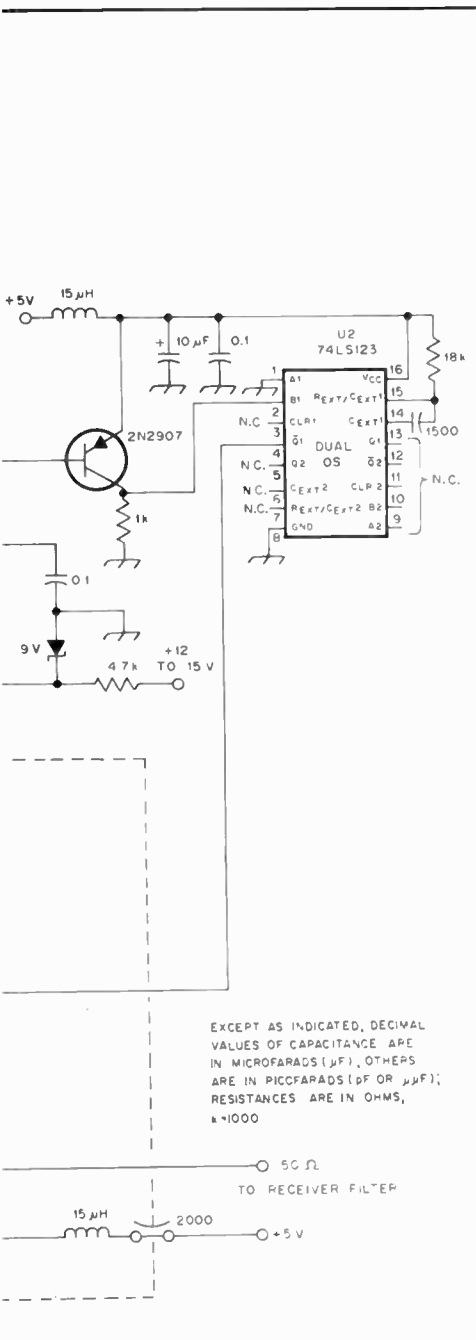 +5V
15 µH
+ 10 µF
0.1
U2
74LS123
18k
1
A1
VCC
16
B1
REXT/CEXT1
15
2
N.C.
CLR1
CEXT1
14
1500
3
Q̅1
DUAL
Q1
13
4
N.C.
Q2
OS
Q̅2
12
5
N.C.
CEXT2
CLR 2
11
N.C.
6
N.C.
REXT/CEXT2
B2
10
7
GND
A2
9
8
2N2907
1k
0.1
9 V
4.7k
+12
TO 15 V
EXCEPT AS INDICATED, DECIMAL
VALUES OF CAPACITANCE ARE
IN MICROFARADS (µF), OTHERS
ARE IN PICOFARADS (pF OR µµF);
RESISTANCES ARE IN OHMS,
k=1000
50 Ω
TO RECEIVER FILTER
15 µH
2000
+5 V